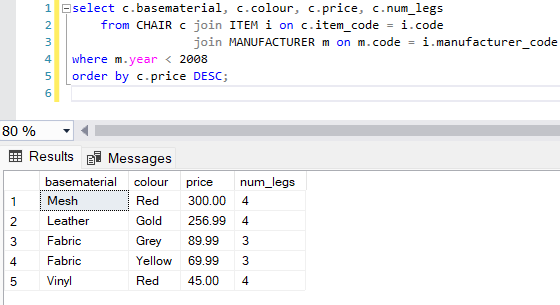 1 select c.basematerial, c.colour, c.price, c.num_legs
2 from CHAIR c join ITEM i on c.item_code = i.code
3 join MANUFACTURER m on m.code = i.manufacturer_code
4 where m.year < 2008
5 order by c.price DESC;
6
80 %
Results Messages
basematerial colour price num_legs
1 Mesh Red 300.00 4
2 Leather Gold 256.99 4
3 Fabric Grey 89.99 3
4 Fabric Yellow 69.99 3
5 Vinyl Red 45.00 4